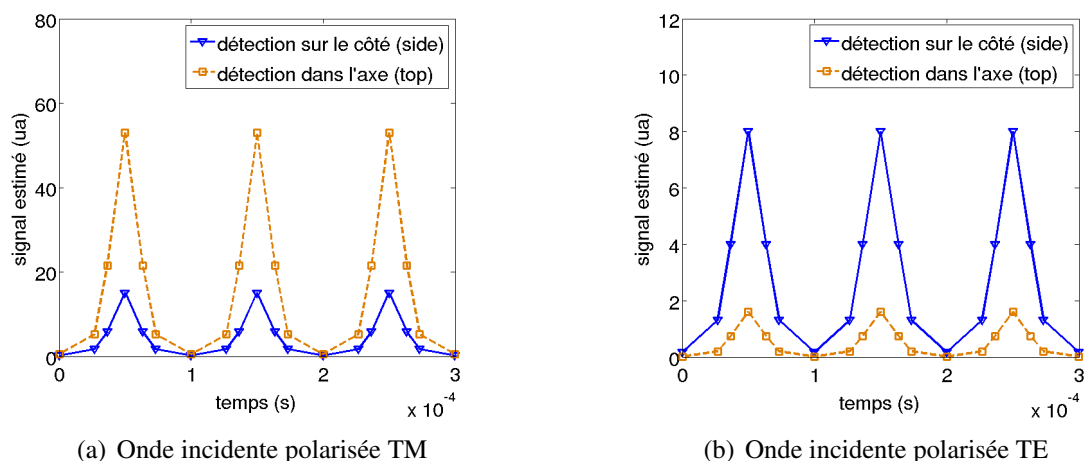 80
60
40
20
0
signal estimé (ua)
détection sur le côté (side)
détection dans l'axe (top)
0
1
2
3
temps (s)
x 10⁻⁴
(a) Onde incidente polarisée TM
12
10
8
6
4
2
0
signal estimé (ua)
détection sur le côté (side)
détection dans l'axe (top)
0
1
2
3
temps (s)
x 10⁻⁴
(b) Onde incidente polarisée TE